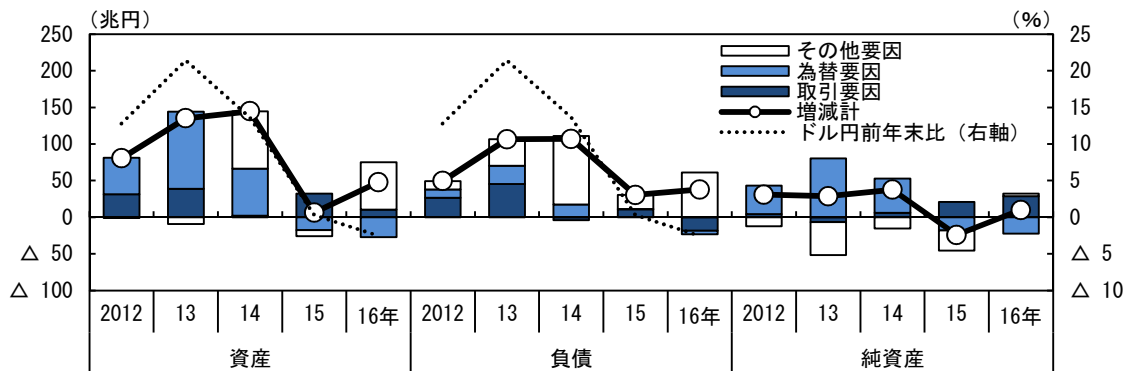 （兆円）
（%）
250
200
150
100
50
0
△ 50
△ 100
25
20
15
10
5
0
△ 5
△ 10
その他要因
為替要因
取引要因
増減計
ドル円前年末比（右軸）
2012 13 14 15 16年 2012 13 14 15 16年 2012 13 14 15 16年
資産 負債 純資産